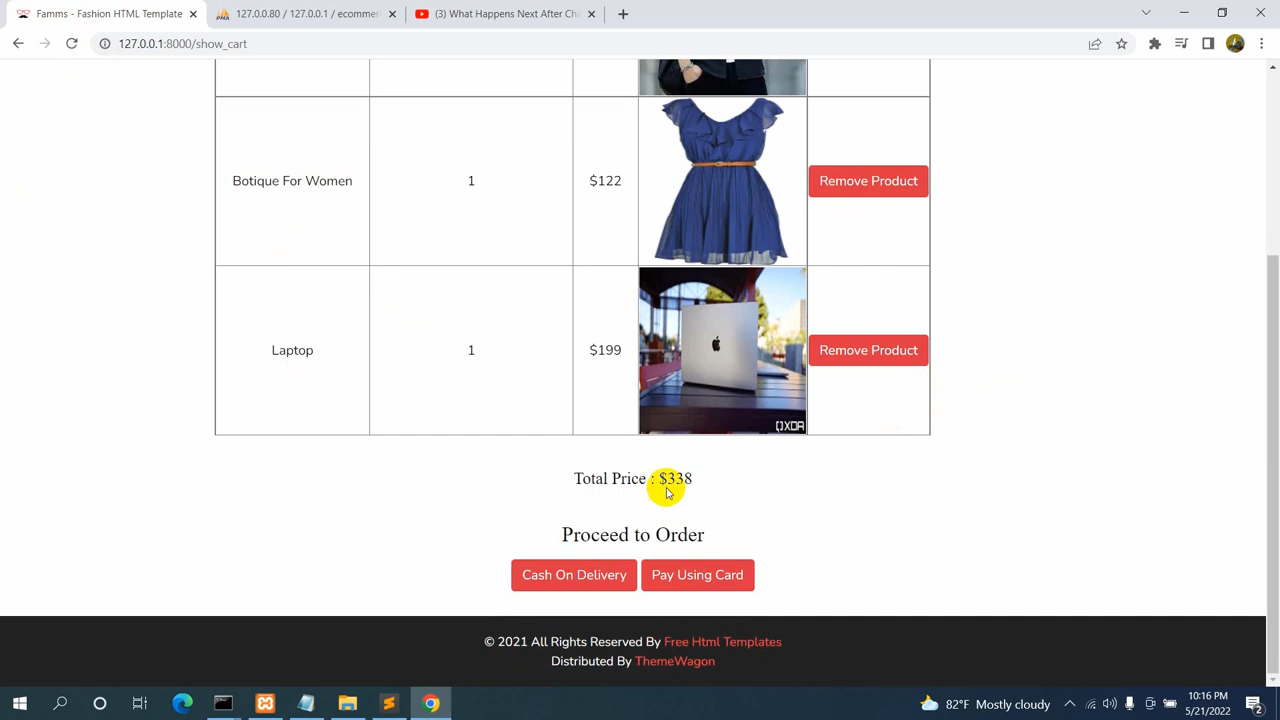 Famms - Fashion HTML Template
127.0.0.80 / 127.0.0.1 / ecommer
(3) What Happens Next After Cha
127.0.0.1:8000/show_cart
Botique For Women 1 $122 Remove Product
Laptop 1 $199 Remove Product
XDA
Total Price : $338
Proceed to Order
Cash On Delivery Pay Using Card
© 2021 All Rights Reserved By Free Html Templates
Distributed By ThemeWagon
82°F Mostly cloudy
10:16 PM
5/21/2022
2